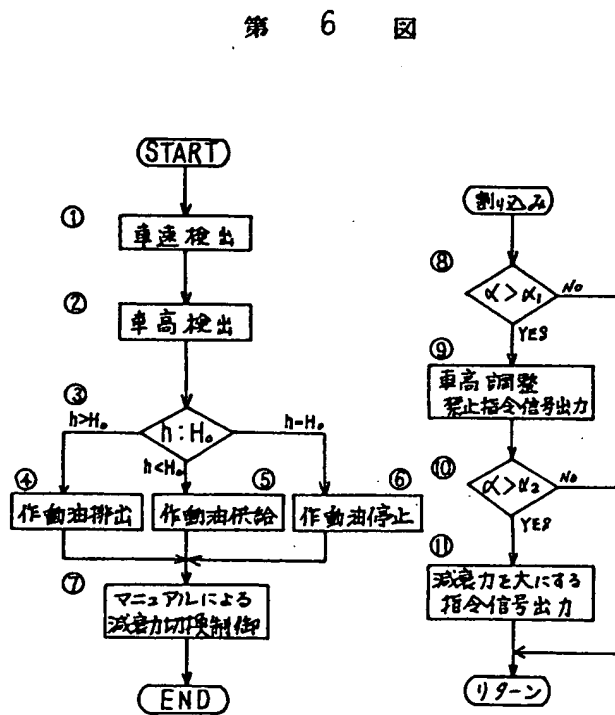 第 6 図
START
①
車速検出
②
車高検出
③
h>H₀
h:H₀
h=H₀
h<H₀
④
作動油排出
⑤
作動油供給
⑥
作動油停止
⑦
マニュアルによる
減衰力切換制御
END
割り込み
⑧
α>α₁
NO
YES
⑨
車高調整
禁止指令信号出力
⑩
α>α₂
NO
YES
⑪
減衰力を大にする
指令信号出力
リターン